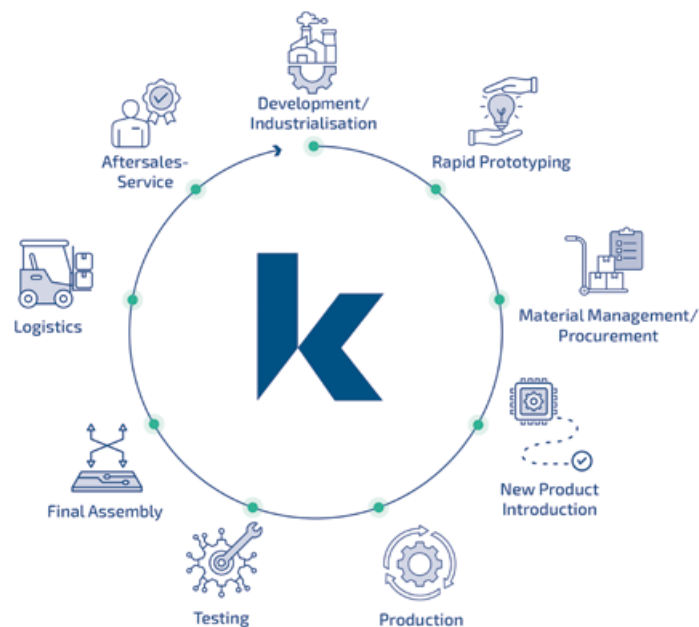 Development/
Industrialisation
Rapid Prototyping
Material Management/
Procurement
New Product
Introduction
Production
Testing
Final Assembly
Logistics
Aftersales-
Service
k